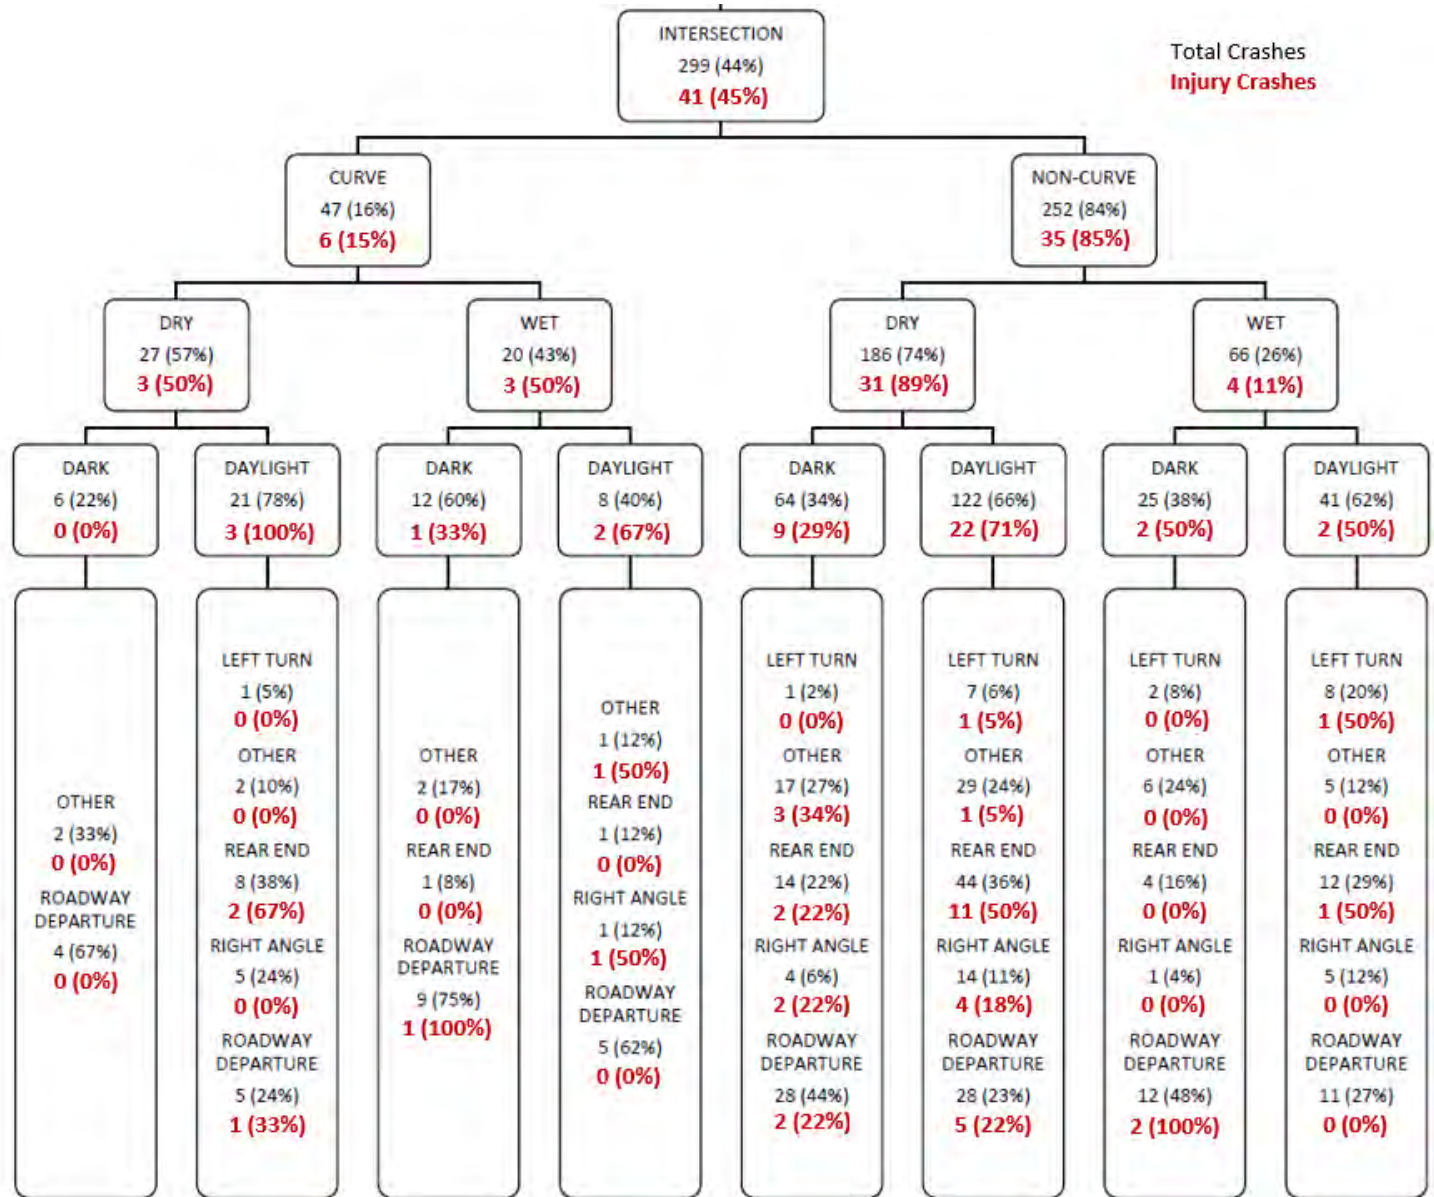 INTERSECTION
299 (44%)
41 (45%)
Total Crashes
Injury Crashes
CURVE
47 (16%)
6 (15%)
NON-CURVE
252 (84%)
35 (85%)
DRY
27 (57%)
3 (50%)
WET
20 (43%)
3 (50%)
DRY
186 (74%)
31 (89%)
WET
66 (26%)
4 (11%)
DARK
6 (22%)
0 (0%)
DAYLIGHT
21 (78%)
3 (100%)
DARK
12 (60%)
1 (33%)
DAYLIGHT
8 (40%)
2 (67%)
DARK
64 (34%)
9 (29%)
DAYLIGHT
122 (66%)
22 (71%)
DARK
25 (38%)
2 (50%)
DAYLIGHT
41 (62%)
2 (50%)
OTHER
2 (33%)
0 (0%)
ROADWAY
DEPARTURE
4 (67%)
0 (0%)
LEFT TURN
1 (5%)
0 (0%)
OTHER
2 (10%)
0 (0%)
REAR END
8 (38%)
2 (67%)
RIGHT ANGLE
5 (24%)
0 (0%)
ROADWAY
DEPARTURE
5 (24%)
1 (33%)
OTHER
2 (17%)
0 (0%)
REAR END
1 (8%)
0 (0%)
ROADWAY
DEPARTURE
9 (75%)
1 (100%)
OTHER
1 (12%)
1 (50%)
REAR END
1 (12%)
0 (0%)
RIGHT ANGLE
1 (12%)
1 (50%)
ROADWAY
DEPARTURE
5 (62%)
0 (0%)
LEFT TURN
1 (2%)
0 (0%)
OTHER
17 (27%)
3 (34%)
REAR END
14 (22%)
2 (22%)
RIGHT ANGLE
4 (6%)
2 (22%)
ROADWAY
DEPARTURE
28 (44%)
2 (22%)
LEFT TURN
7 (6%)
1 (5%)
OTHER
29 (24%)
1 (5%)
REAR END
44 (36%)
11 (50%)
RIGHT ANGLE
14 (11%)
4 (18%)
ROADWAY
DEPARTURE
28 (23%)
5 (22%)
LEFT TURN
2 (8%)
0 (0%)
OTHER
6 (24%)
0 (0%)
REAR END
4 (16%)
0 (0%)
RIGHT ANGLE
1 (4%)
0 (0%)
ROADWAY
DEPARTURE
12 (48%)
2 (100%)
LEFT TURN
8 (20%)
1 (50%)
OTHER
5 (12%)
0 (0%)
REAR END
12 (29%)
1 (50%)
RIGHT ANGLE
5 (12%)
0 (0%)
ROADWAY
DEPARTURE
11 (27%)
0 (0%)